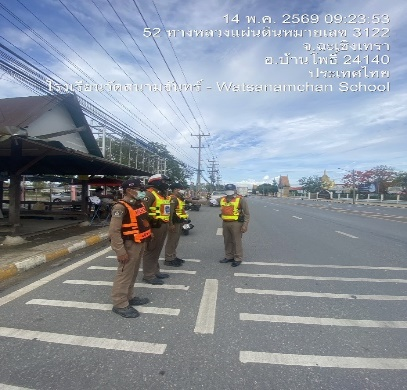 14 พ.ค. 2569 09:23:53
52 ทางหลวงแผ่นดินหมายเลข 3122
จ.ฉะเชิงเทรา
อ.บ้านโพธิ์ 24140
ประเทศไทย
โรงเรียนวัดสนามจันทร์ - Watsanamchan School